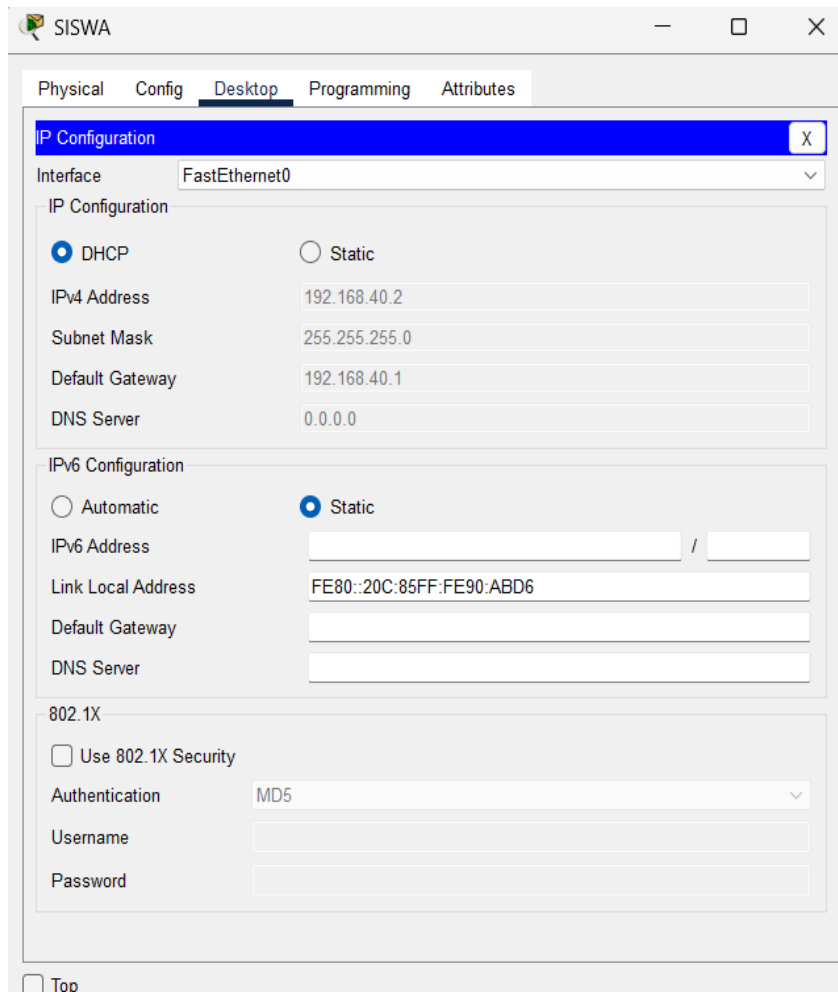 SISWA
Physical Config Desktop Programming Attributes
IP Configuration X
Interface FastEthernet0
IP Configuration
DHCP Static
IPv4 Address 192.168.40.2
Subnet Mask 255.255.255.0
Default Gateway 192.168.40.1
DNS Server 0.0.0.0
IPv6 Configuration
Automatic Static
IPv6 Address /
Link Local Address FE80::20C:85FF:FE90:ABD6
Default Gateway
DNS Server
802.1X
Use 802.1X Security
Authentication MD5
Username
Password
Top